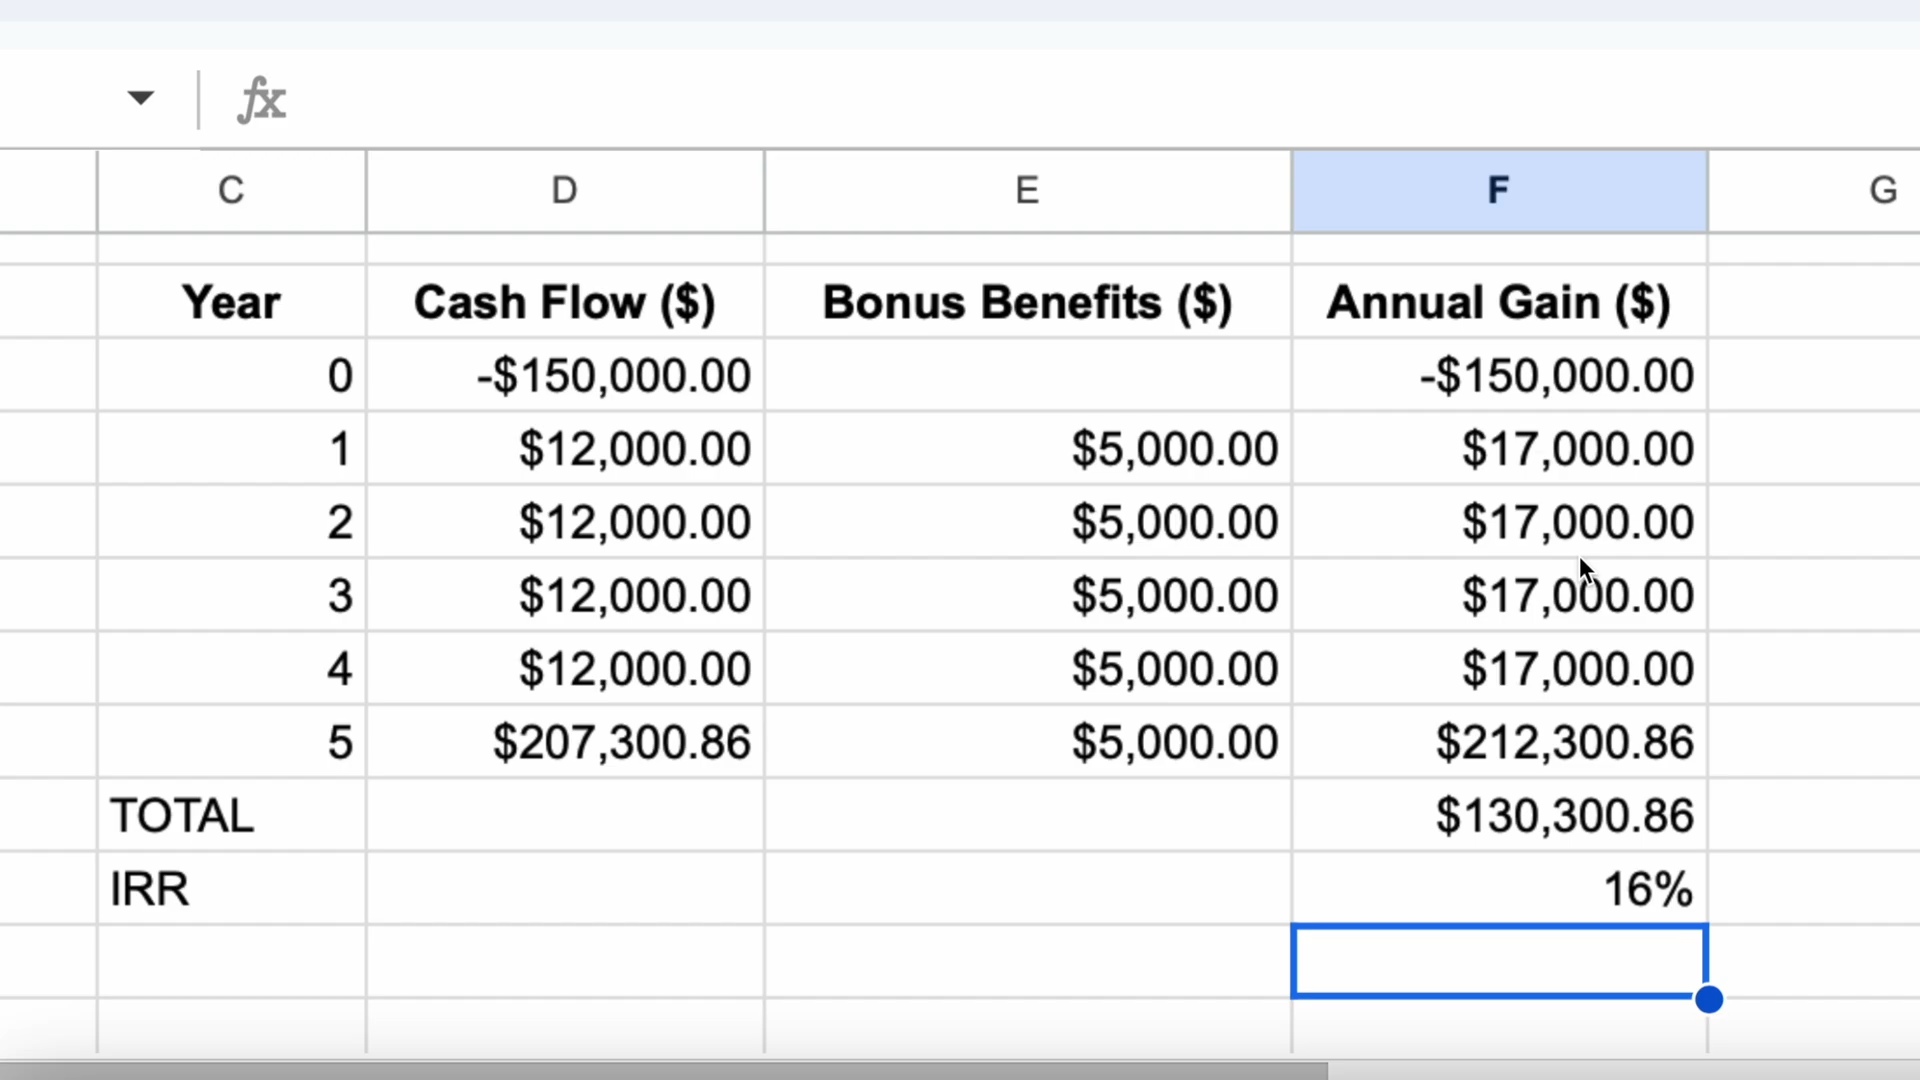 fx
C D E F G
Year Cash Flow ($) Bonus Benefits ($) Annual Gain ($)
0 -$150,000.00 -$150,000.00
1 $12,000.00 $5,000.00 $17,000.00
2 $12,000.00 $5,000.00 $17,000.00
3 $12,000.00 $5,000.00 $17,000.00
4 $12,000.00 $5,000.00 $17,000.00
5 $207,300.86 $5,000.00 $212,300.86
TOTAL $130,300.86
IRR 16%